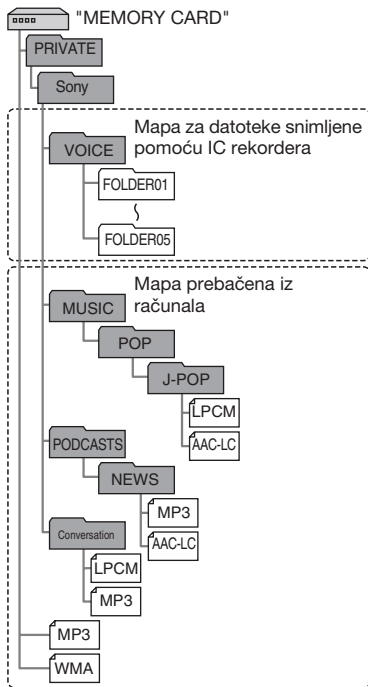 "MEMORY CARD"
PRIVATE
Sony
Mapa za datoteke snimljene
pomoću IC rekordera
VOICE
FOLDER01
FOLDER05
Mapa prebačena iz
računala
MUSIC
POP
J-POP
LPCM
AAC-LC
PODCASTS
NEWS
MP3
AAC-LC
Conversation
LPCM
MP3
MP3
WMA